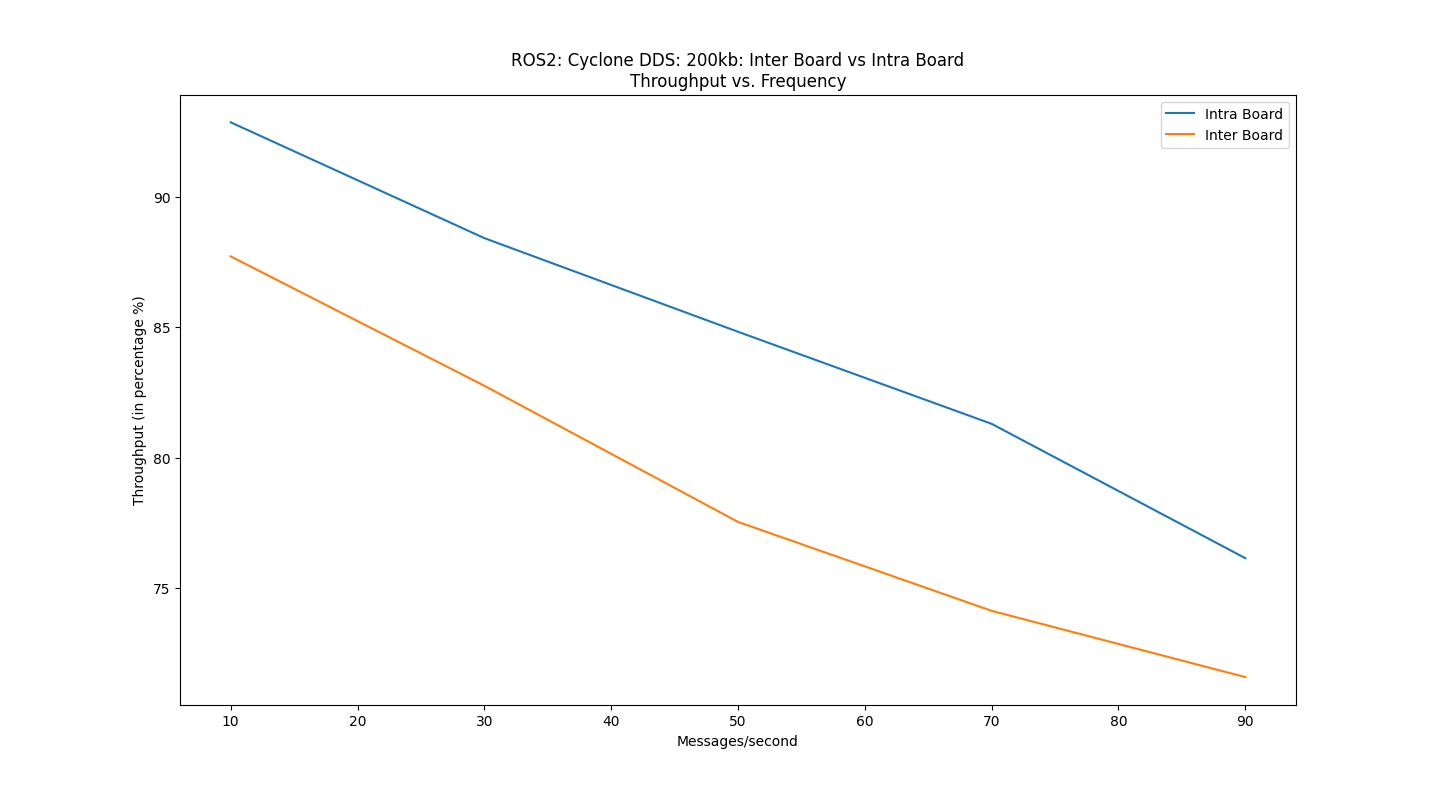 ROS2: Cyclone DDS: 200kb: Inter Board vs Intra Board
Throughput vs. Frequency
Intra Board
Inter Board
Throughput (in percentage %)
90
85
80
75
10 20 30 40 50 60 70 80 90
Messages/second